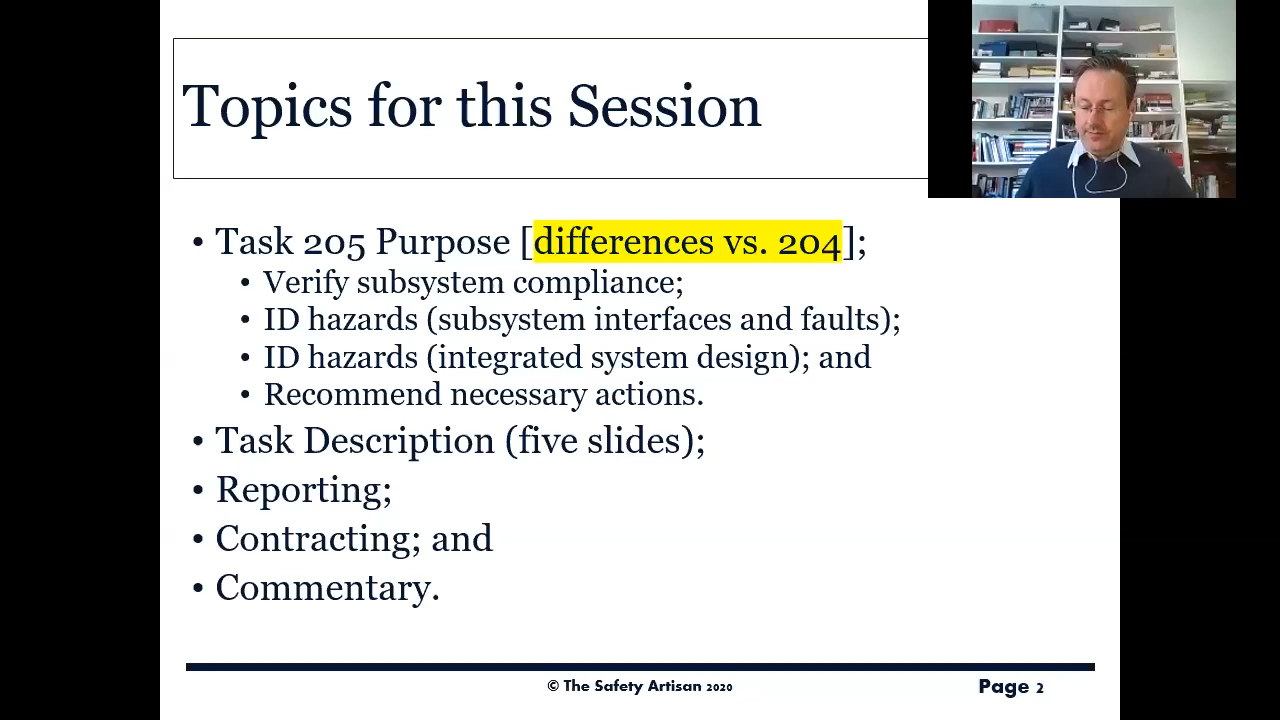 Topics for this Session
• Task 205 Purpose [differences vs. 204];
• Verify subsystem compliance;
• ID hazards (subsystem interfaces and faults);
• ID hazards (integrated system design); and
• Recommend necessary actions.
• Task Description (five slides);
• Reporting;
• Contracting; and
• Commentary.
© The Safety Artisan 2020
Page 2